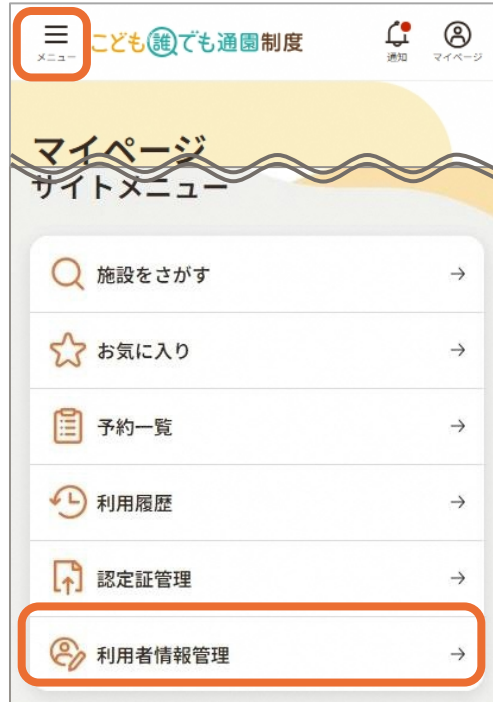 こども誰でも通園制度
メニュー
通知
マイページ
マイページ
サイトメニュー
施設をさがす
お気に入り
予約一覧
利用履歴
認定証管理
利用者情報管理